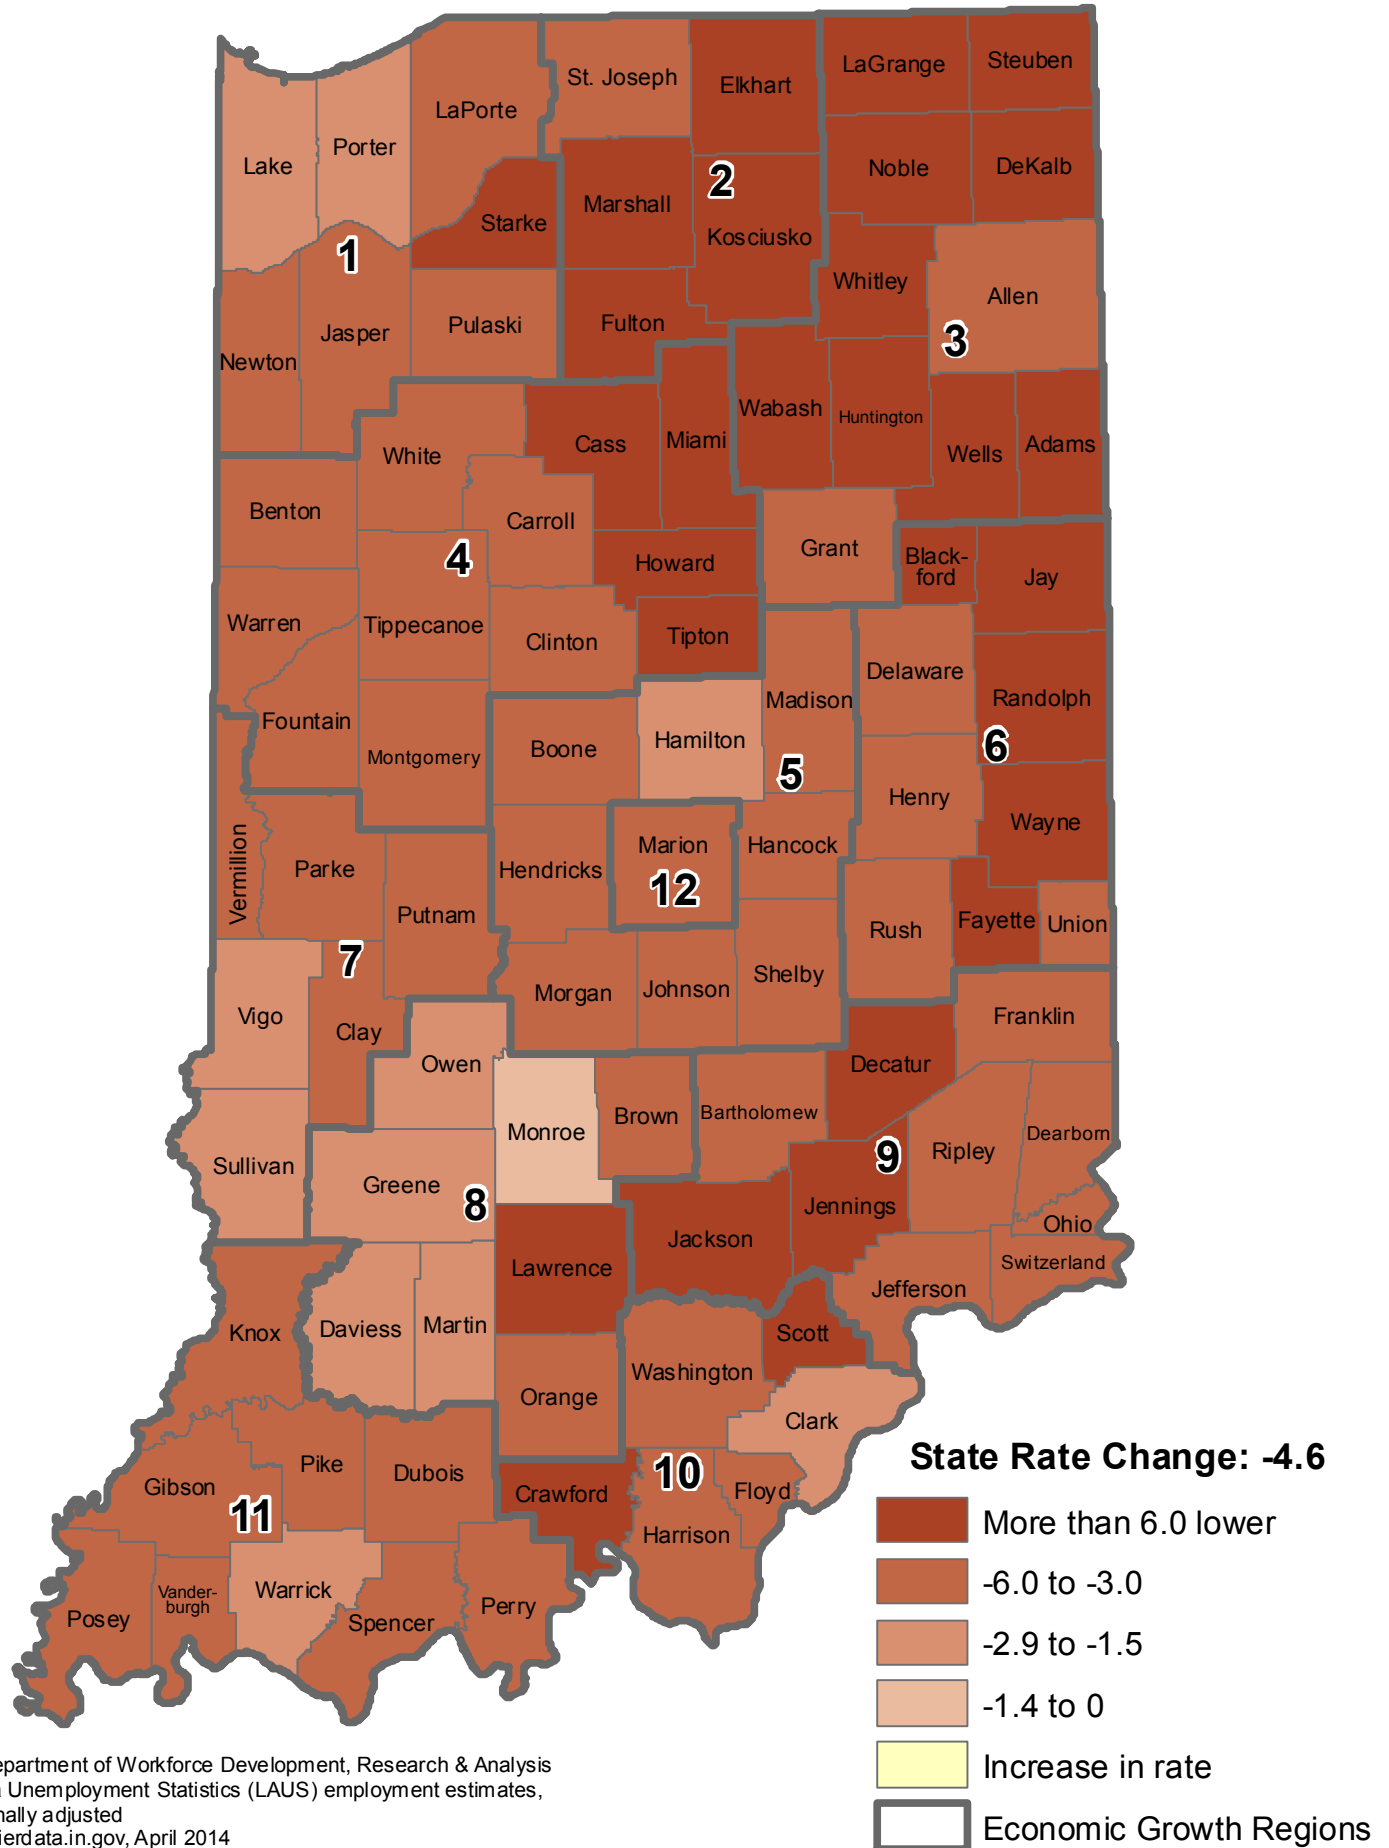 St. Joseph
Elkhart
LaGrange
Steuben
LaPorte
Lake
Porter
Noble
DeKalb
Marshall
2
Starke
Kosciusko
1
Whitley
Allen
Fulton
Pulaski
3
Jasper
Newton
Wabash
Huntington
Miami
Cass
White
Wells
Adams
Benton
Carroll
Grant
Howard
Black-
ford
Jay
4
Warren
Tippecanoe
Clinton
Tipton
Delaware
Madison
Randolph
Fountain
Hamilton
Boone
6
Montgomery
5
Henry
Wayne
Vermillion
Parke
Hendricks
Marion
Hancock
12
Putnam
Fayette
Union
Rush
7
Morgan
Johnson
Shelby
Vigo
Clay
Franklin
Owen
Decatur
Monroe
Brown
Bartholomew
Dearborn
Sullivan
9
Ripley
Greene
8
Jennings
Ohio
Jackson
Lawrence
Switzerland
Jefferson
Knox
Daviess
Martin
Scott
Washington
Orange
Clark
Pike
Dubois
10
Gibson
Crawford
Floyd
11
Harrison
Vander-
burgh
Warrick
Posey
Spencer
Perry
State Rate Change: -4.6
More than 6.0 lower
-6.0 to -3.0
-2.9 to -1.5
-1.4 to 0
Increase in rate
Economic Growth Regions
epartment of Workforce Development, Research & Analysis
Unemployment Statistics (LAUS) employment estimates,
nally adjusted
ierdata.in.gov, April 2014